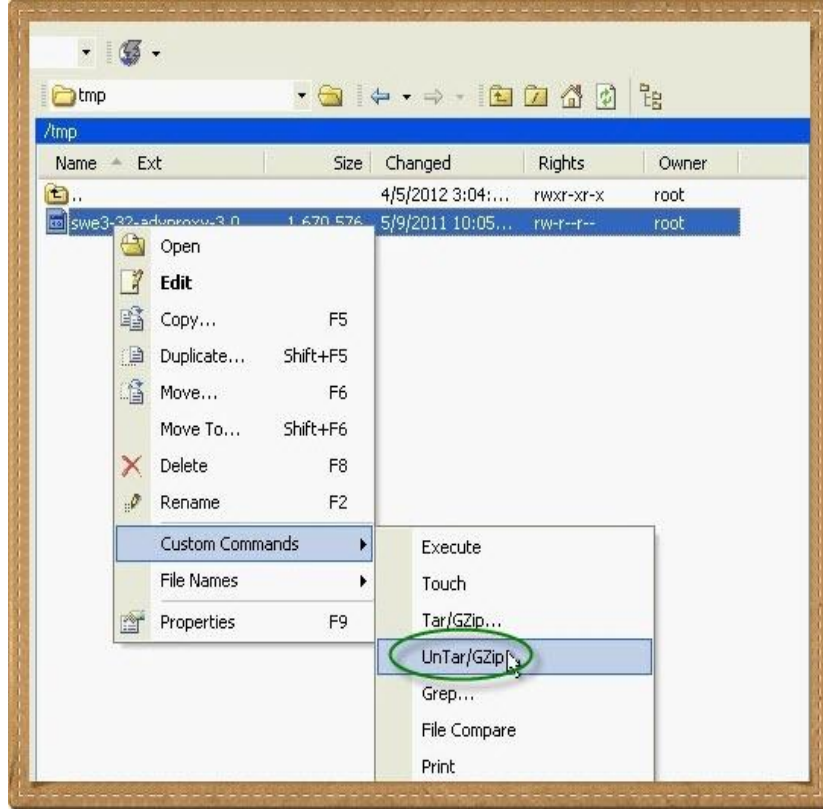 tmp
/tmp
Name Ext Size Changed Rights Owner
.. 4/5/2012 3:04:... rwxr-xr-x root
swe3-32-advproxy-3.0... 1,670,576 5/9/2011 10:05... rw-r--r-- root
Open
Edit
Copy... F5
Duplicate... Shift+F5
Move... F6
Move To... Shift+F6
Delete F8
Rename F2
Custom Commands
File Names
Properties F9
Execute
Touch
Tar/GZip...
UnTar/GZip
Grep...
File Compare
Print